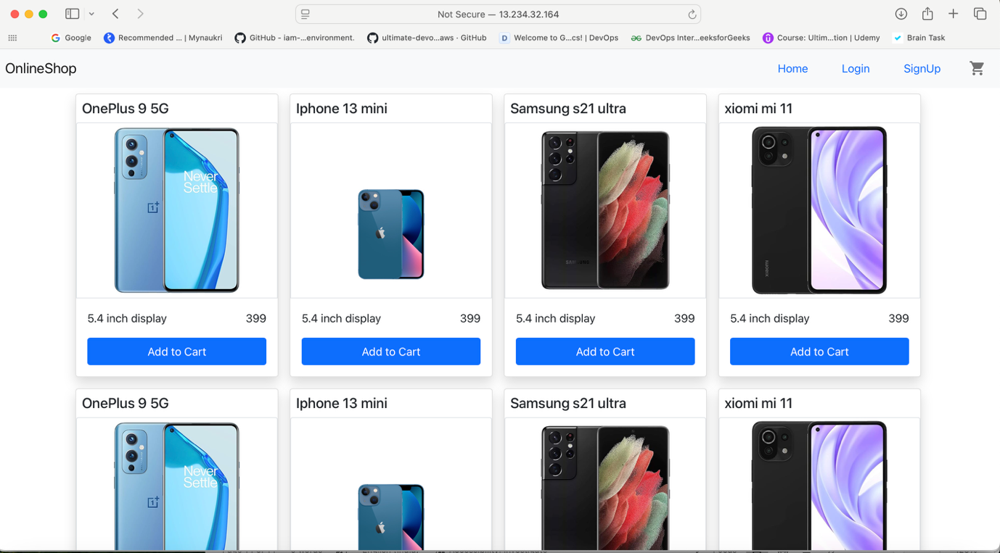 Not Secure — 13.234.32.164
Google
Recommended ... | Mynaukri
GitHub - iam-...environment.
ultimate-devo...aws · GitHub
Welcome to G...cs! | DevOps
DevOps Inter...eeksforGeeks
Course: Ultim...tion | Udemy
Brain Task
OnlineShop
Home
Login
SignUp
OnePlus 9 5G
Iphone 13 mini
Samsung s21 ultra
xiomi mi 11
Never
Settle
SAMSUNG
XIAOMI
5.4 inch display 399
5.4 inch display 399
5.4 inch display 399
5.4 inch display 399
Add to Cart
Add to Cart
Add to Cart
Add to Cart
OnePlus 9 5G
Iphone 13 mini
Samsung s21 ultra
xiomi mi 11
Never
Settle